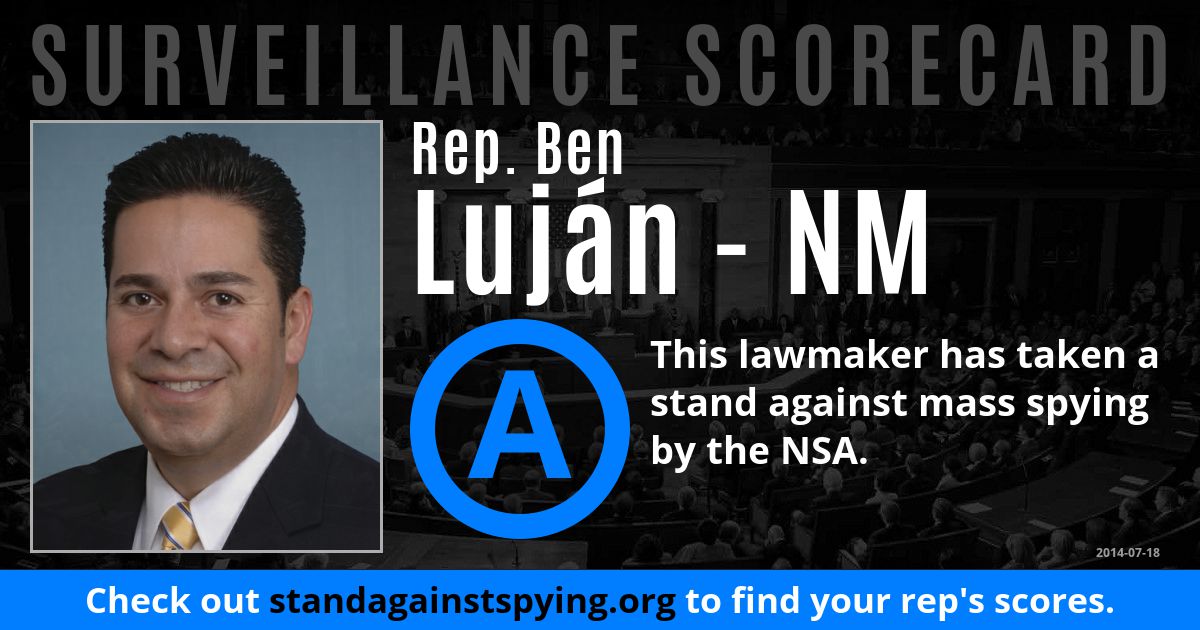 SURVEILLANCE SCORECARD
Rep. Ben
Luján - NM
A
This lawmaker has taken a
stand against mass spying
by the NSA.
2014-07-18
Check out standagainstspying.org to find your rep's scores.